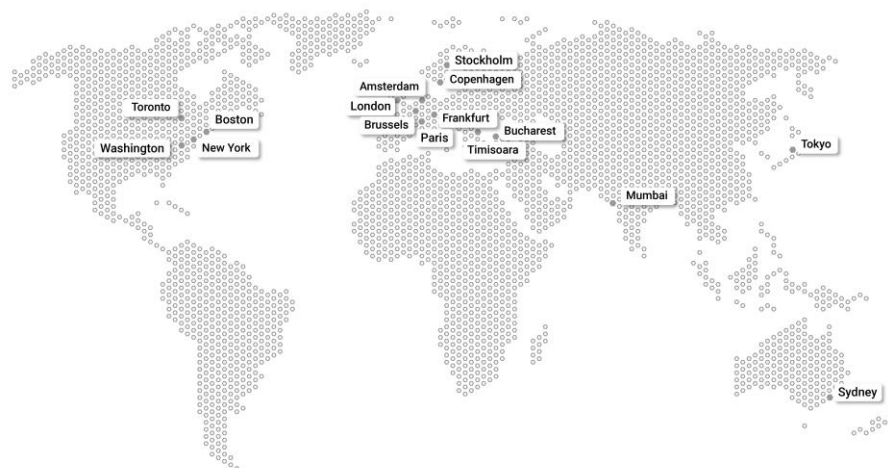 Stockholm
Copenhagen
Amsterdam
London
Toronto
Boston
Frankfurt
Brussels
Bucharest
Paris
Washington
New York
Timisoara
Tokyo
Mumbai
Sydney